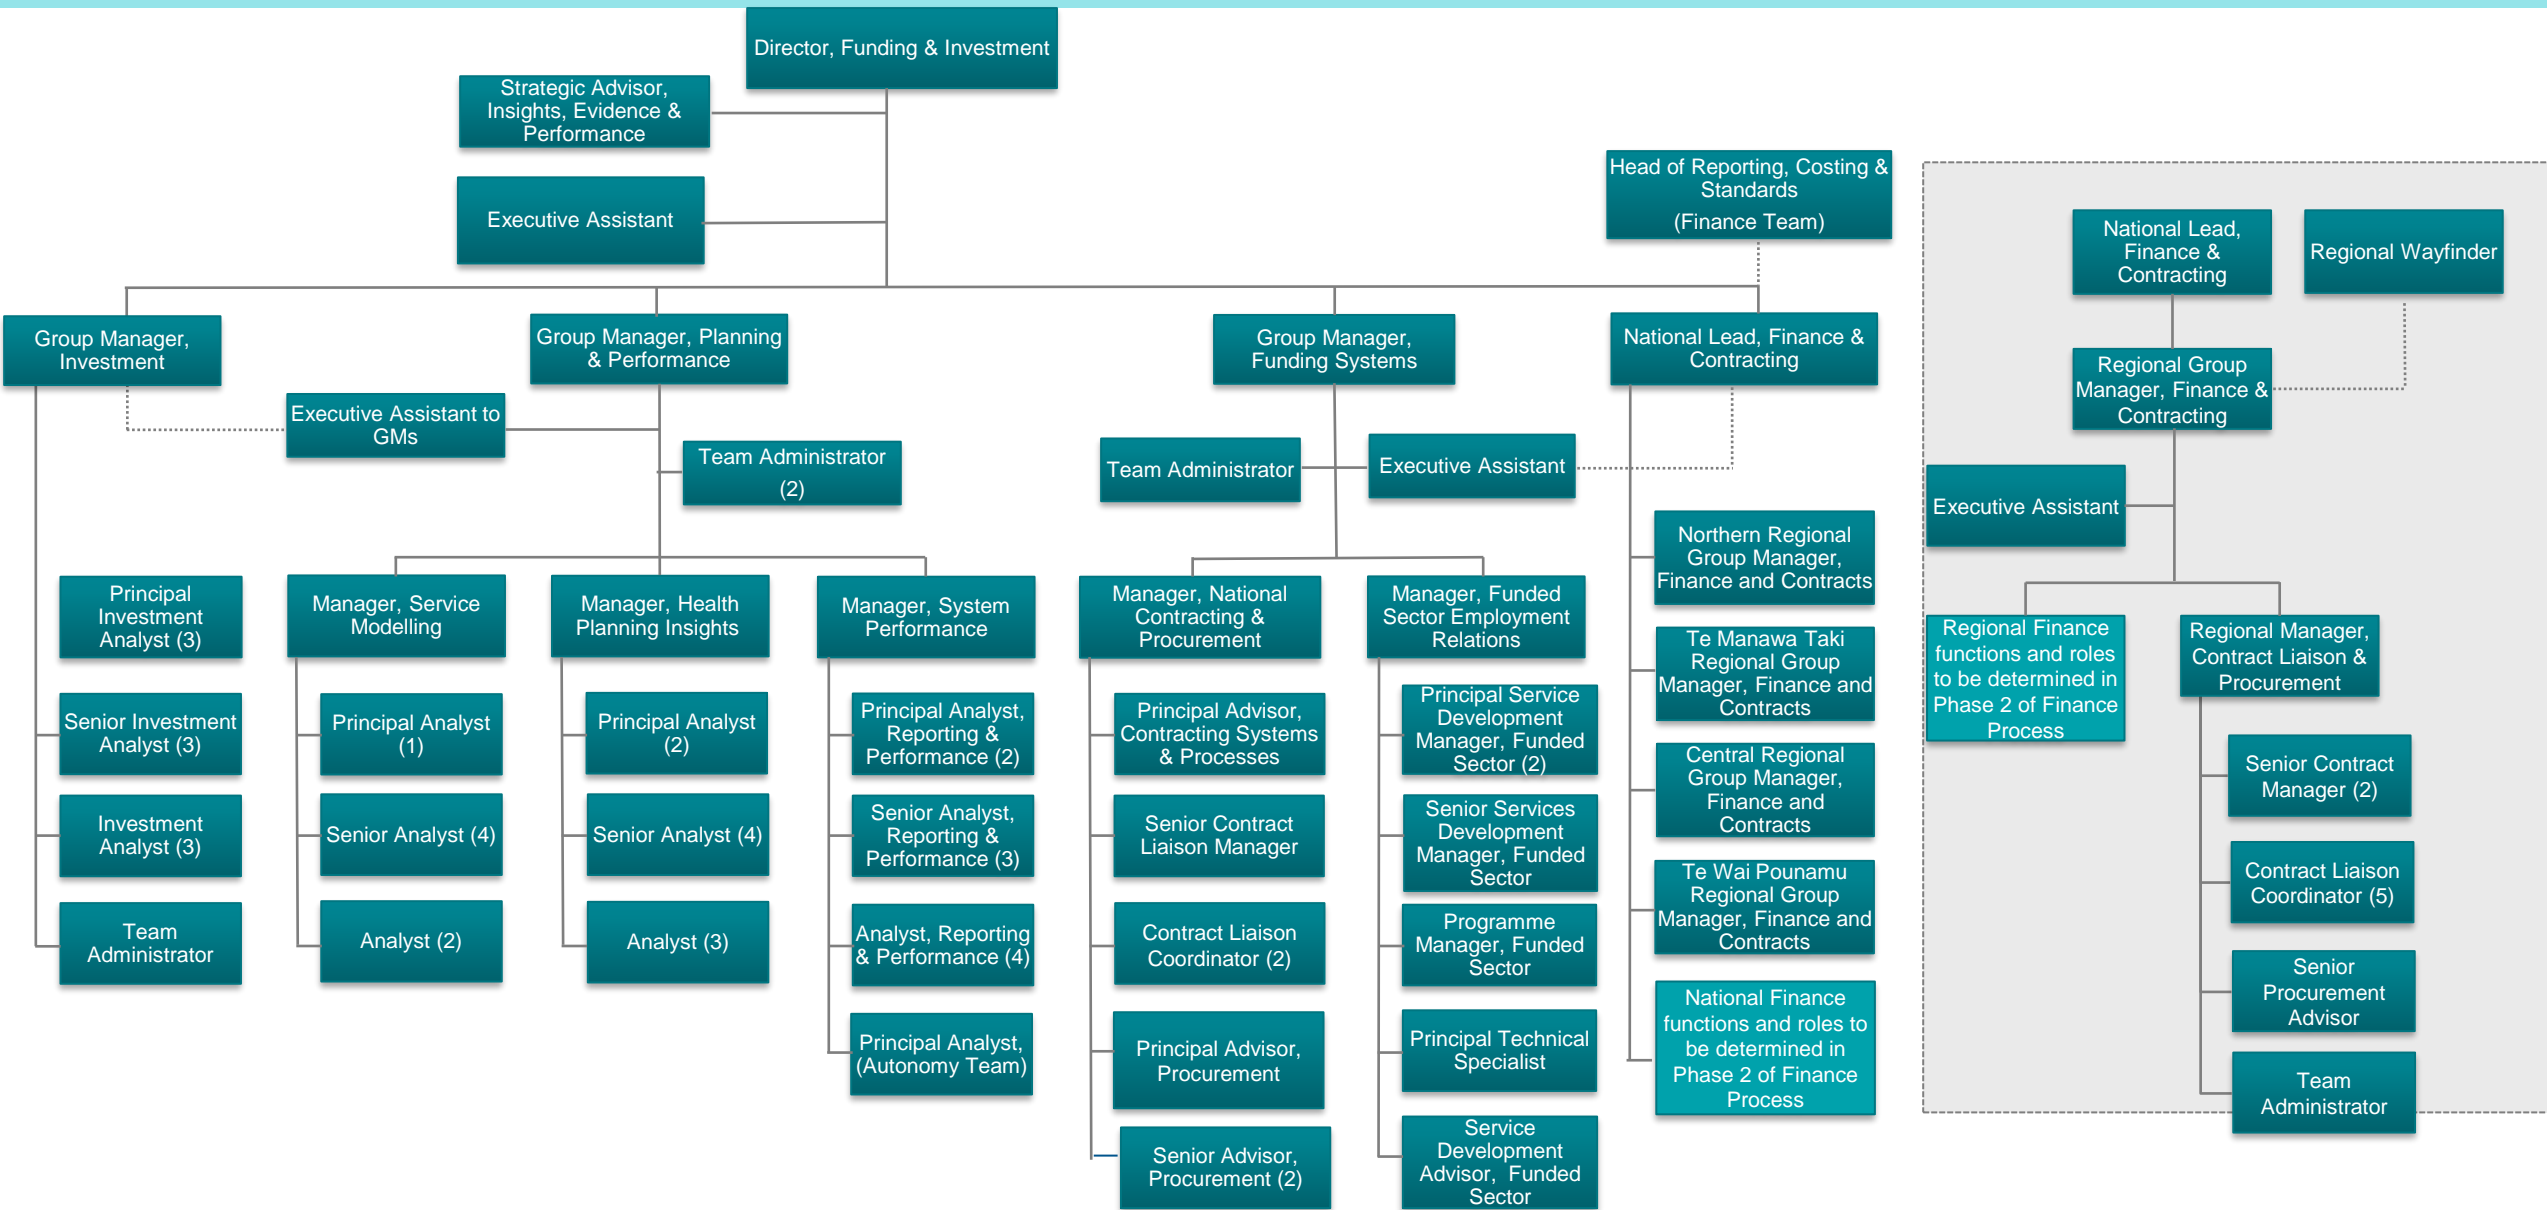 Director, Funding & Investment
Strategic Advisor,
Insights, Evidence &
Performance
Executive Assistant
Head of Reporting, Costing &
Standards
(Finance Team)
Group Manager,
Investment
Group Manager, Planning
& Performance
Group Manager,
Funding Systems
National Lead, Finance &
Contracting
Executive Assistant to
GMs
Team Administrator
(2)
Team Administrator
Executive Assistant
Principal
Investment
Analyst (3)
Senior Investment
Analyst (3)
Investment
Analyst (3)
Team
Administrator
Manager, Service
Modelling
Principal Analyst
(1)
Senior Analyst (4)
Analyst (2)
Manager, Health
Planning Insights
Principal Analyst
(2)
Senior Analyst (4)
Analyst (3)
Manager, System
Performance
Principal Analyst,
Reporting &
Performance (2)
Senior Analyst,
Reporting &
Performance (3)
Analyst, Reporting
& Performance (4)
Principal Analyst,
(Autonomy Team)
Manager, National
Contracting &
Procurement
Principal Advisor,
Contracting Systems
& Processes
Senior Contract
Liaison Manager
Contract Liaison
Coordinator (2)
Principal Advisor,
Procurement
Senior Advisor,
Procurement (2)
Manager, Funded
Sector Employment
Relations
Principal Service
Development
Manager, Funded
Sector (2)
Senior Services
Development
Manager, Funded
Sector
Programme
Manager, Funded
Sector
Principal Technical
Specialist
Service
Development
Advisor, Funded
Sector
Northern Regional
Group Manager,
Finance and Contracts
Te Manawa Taki
Regional Group
Manager, Finance and
Contracts
Central Regional
Group Manager,
Finance and
Contracts
Te Wai Pounamu
Regional Group
Manager, Finance and
Contracts
National Finance
functions and roles to
be determined in
Phase 2 of Finance
Process
National Lead,
Finance &
Contracting
Regional Wayfinder
Regional Group
Manager, Finance &
Contracting
Executive Assistant
Regional Finance
functions and roles
to be determined in
Phase 2 of Finance
Process
Regional Manager,
Contract Liaison &
Procurement
Senior Contract
Manager (2)
Contract Liaison
Coordinator (5)
Senior
Procurement
Advisor
Team
Administrator